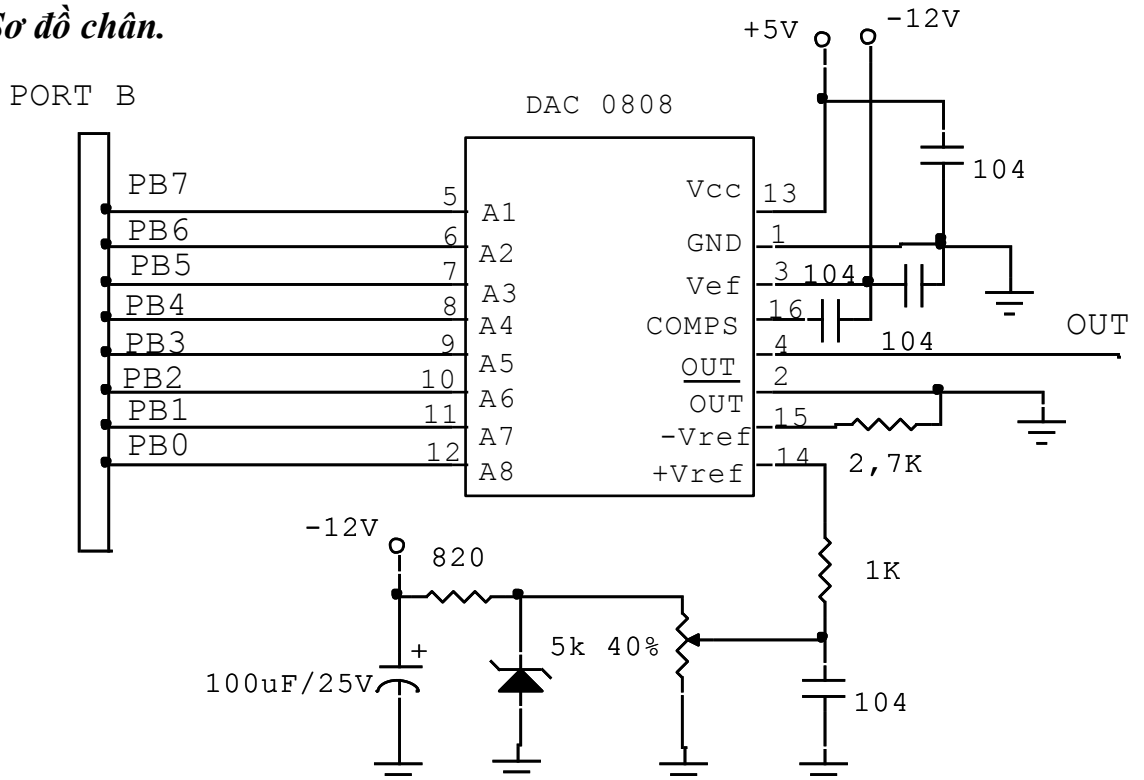 Sơ đồ chân.
+5V
-12V
PORT B
DAC 0808
104
PB7
5
A1
Vcc
13
PB6
6
A2
GND
1
PB5
7
A3
Vef
3
104
PB4
8
A4
COMPS
16
104
OUT
PB3
9
A5
OUT
4
PB2
10
A6
OUT
2
PB1
11
A7
-Vref
15
2,7K
PB0
12
A8
+Vref
14
-12V
820
1K
5k 40%
+
100uF/25V
104